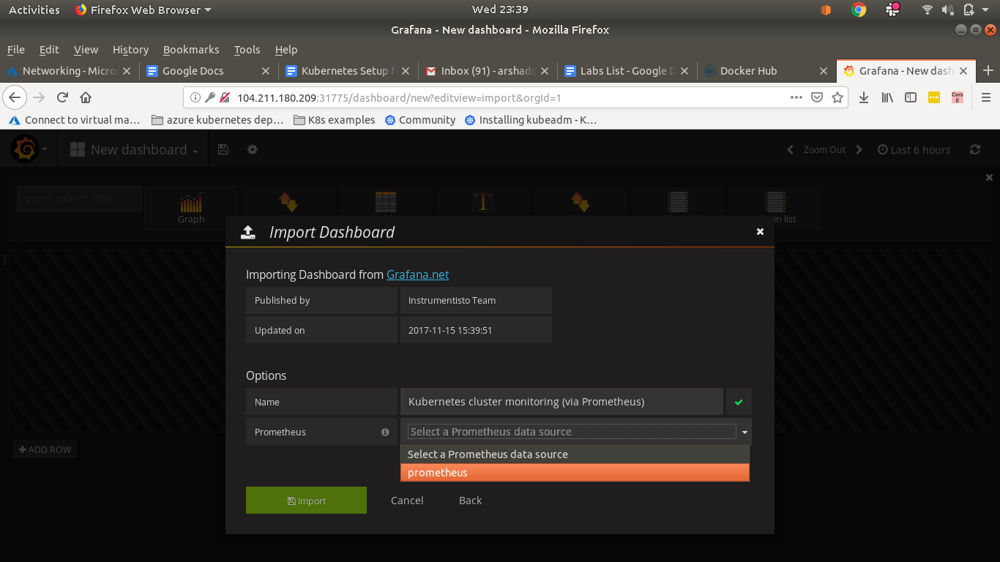 Activities Firefox Web Browser Wed 23:39
Grafana - New dashboard - Mozilla Firefox
File Edit View History Bookmarks Tools Help
Networking - Micros Google Docs Kubernetes Setup f Inbox (91) - arshad Labs List - Google D Docker Hub Grafana - New dash
104.211.180.209:31775/dashboard/new?editview=import&orgId=1
Connect to virtual ma… azure kubernetes dep… K8s examples Community Installing kubeadm - K…
New dashboard Zoom Out Last 6 hours
panel search filter
Graph in list
Import Dashboard
Importing Dashboard from Grafana.net
Published by Instrumentisto Team
Updated on 2017-11-15 15:39:51
Options
Name Kubernetes cluster monitoring (via Prometheus)
Prometheus Select a Prometheus data source
ADD ROW
Select a Prometheus data source
prometheus
Import Cancel Back